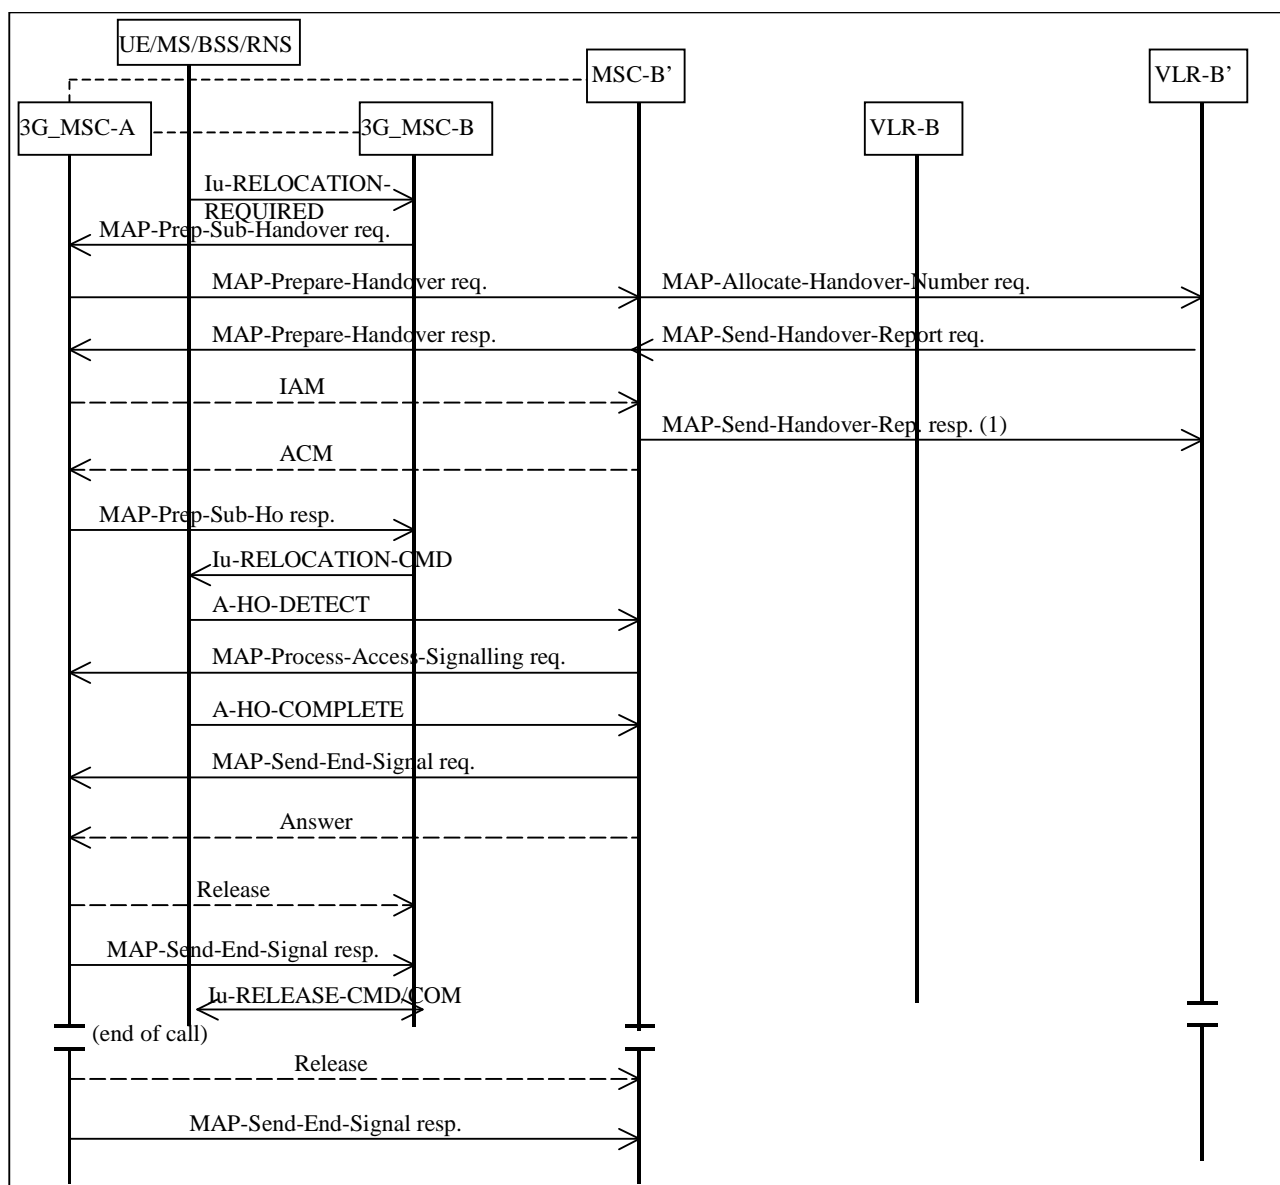 UE/MS/BSS/RNS
MSC-B’
VLR-B’
3G_MSC-A
3G_MSC-B
VLR-B
Iu-RELOCATION-
REQUIRED
MAP-Prep-Sub-Handover req.
MAP-Prepare-Handover req.
MAP-Allocate-Handover-Number req.
MAP-Prepare-Handover resp.
MAP-Send-Handover-Report req.
IAM
MAP-Send-Handover-Rep. resp. (1)
ACM
MAP-Prep-Sub-Ho resp.
Iu-RELOCATION-CMD
A-HO-DETECT
MAP-Process-Access-Signalling req.
A-HO-COMPLETE
MAP-Send-End-Signal req.
Answer
Release
MAP-Send-End-Signal resp.
Iu-RELEASE-CMD/COM
(end of call)
Release
MAP-Send-End-Signal resp.